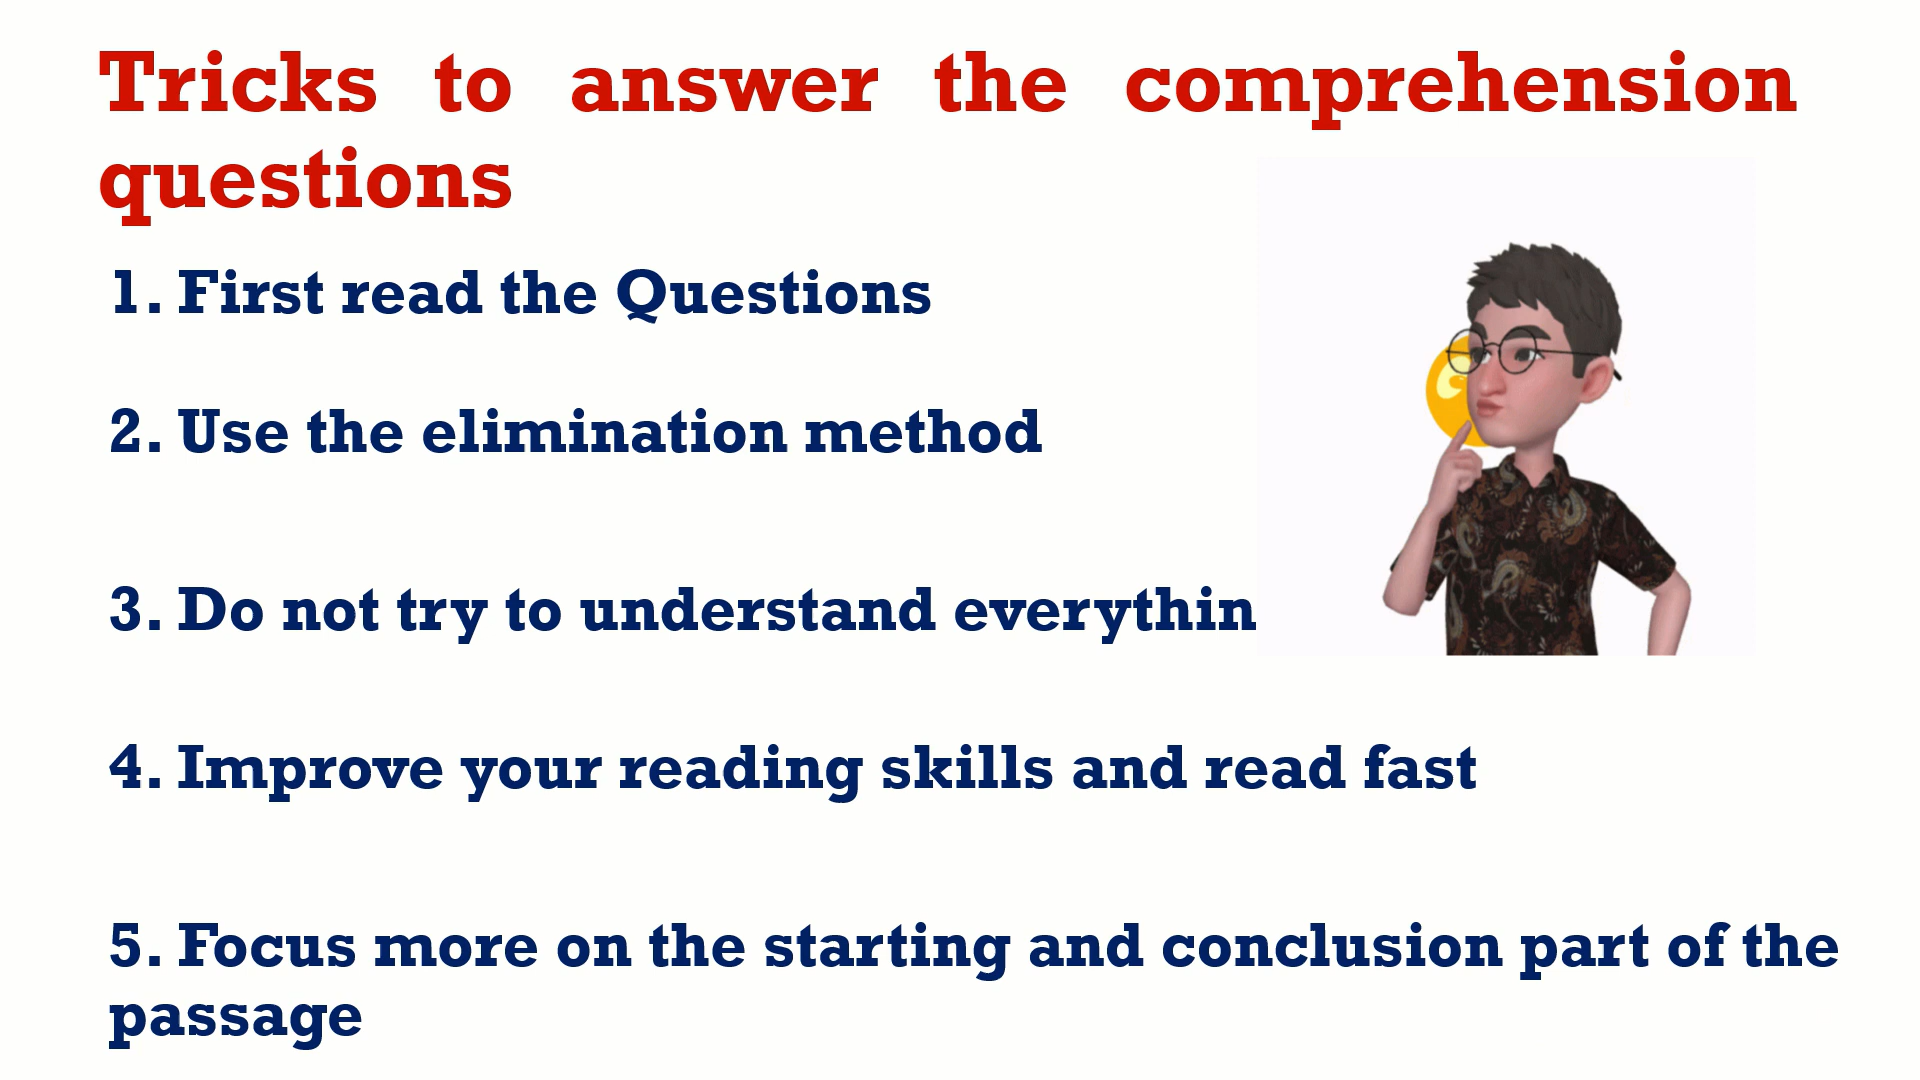 Tricks to answer the comprehension
questions
1. First read the Questions
2. Use the elimination method
3. Do not try to understand everythin
4. Improve your reading skills and read fast
5. Focus more on the starting and conclusion part of the
passage